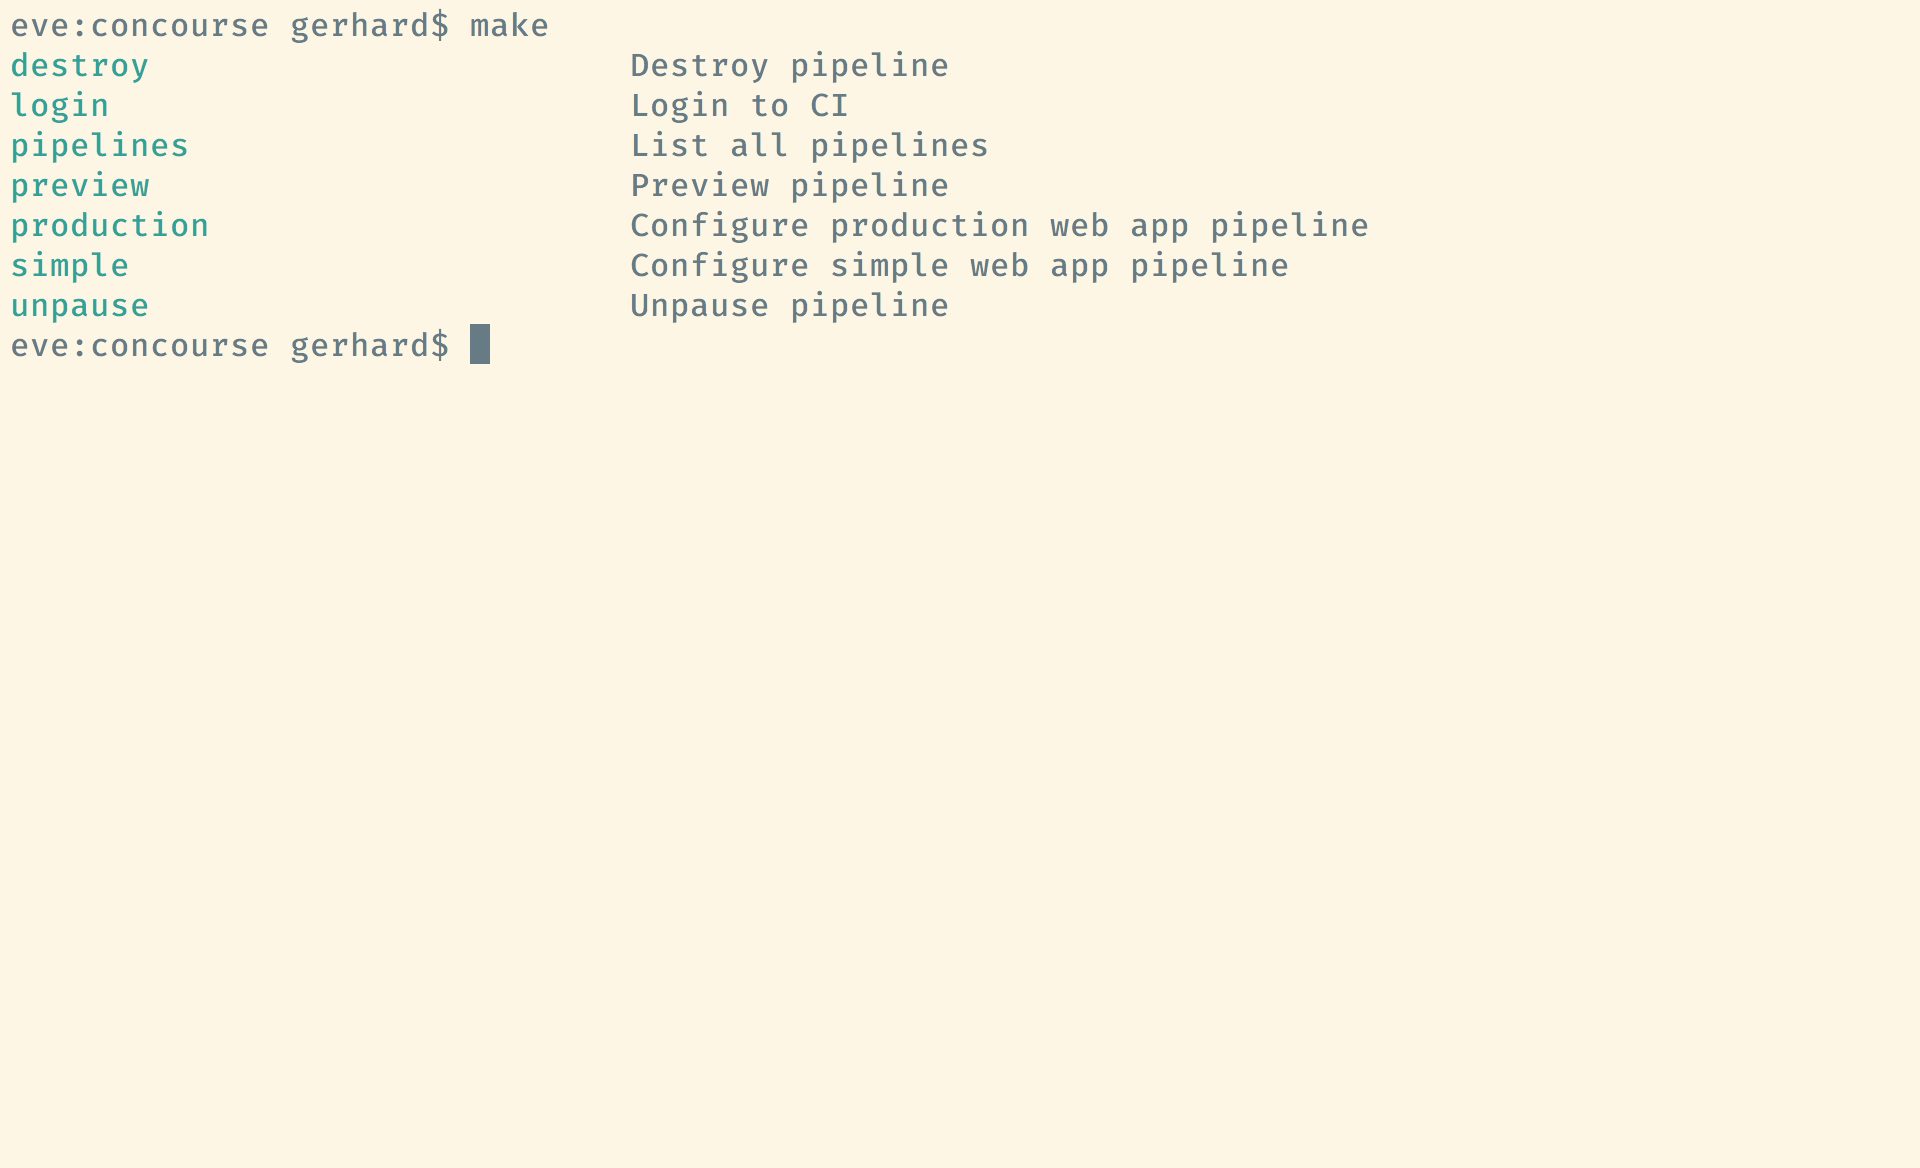 eve:concourse gerhard$ make
destroy Destroy pipeline
login Login to CI
pipelines List all pipelines
preview Preview pipeline
production Configure production web app pipeline
simple Configure simple web app pipeline
unpause Unpause pipeline
eve:concourse gerhard$